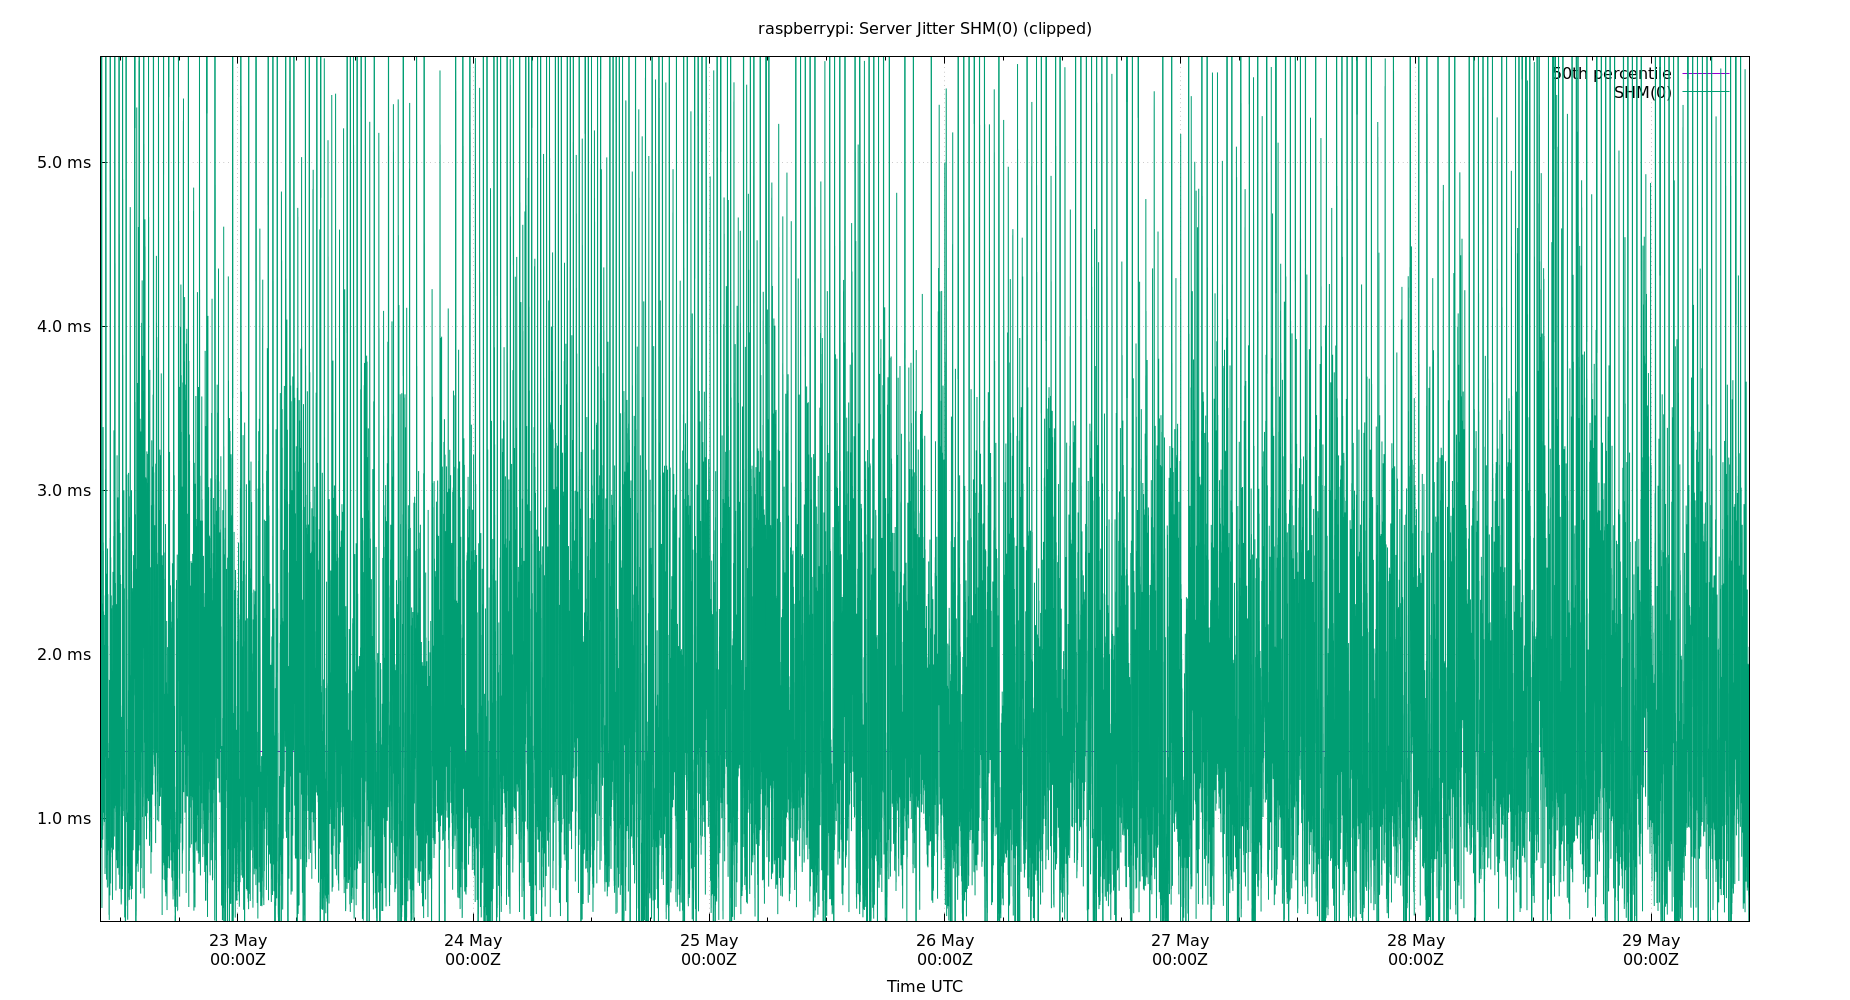 raspberrypi: Server Jitter SHM(0) (clipped)
50th percentile
SHM(0)
5.0 ms
4.0 ms
3.0 ms
2.0 ms
1.0 ms
23 May 24 May 25 May 26 May 27 May 28 May 29 May
00:00Z 00:00Z 00:00Z 00:00Z 00:00Z 00:00Z 00:00Z
Time UTC